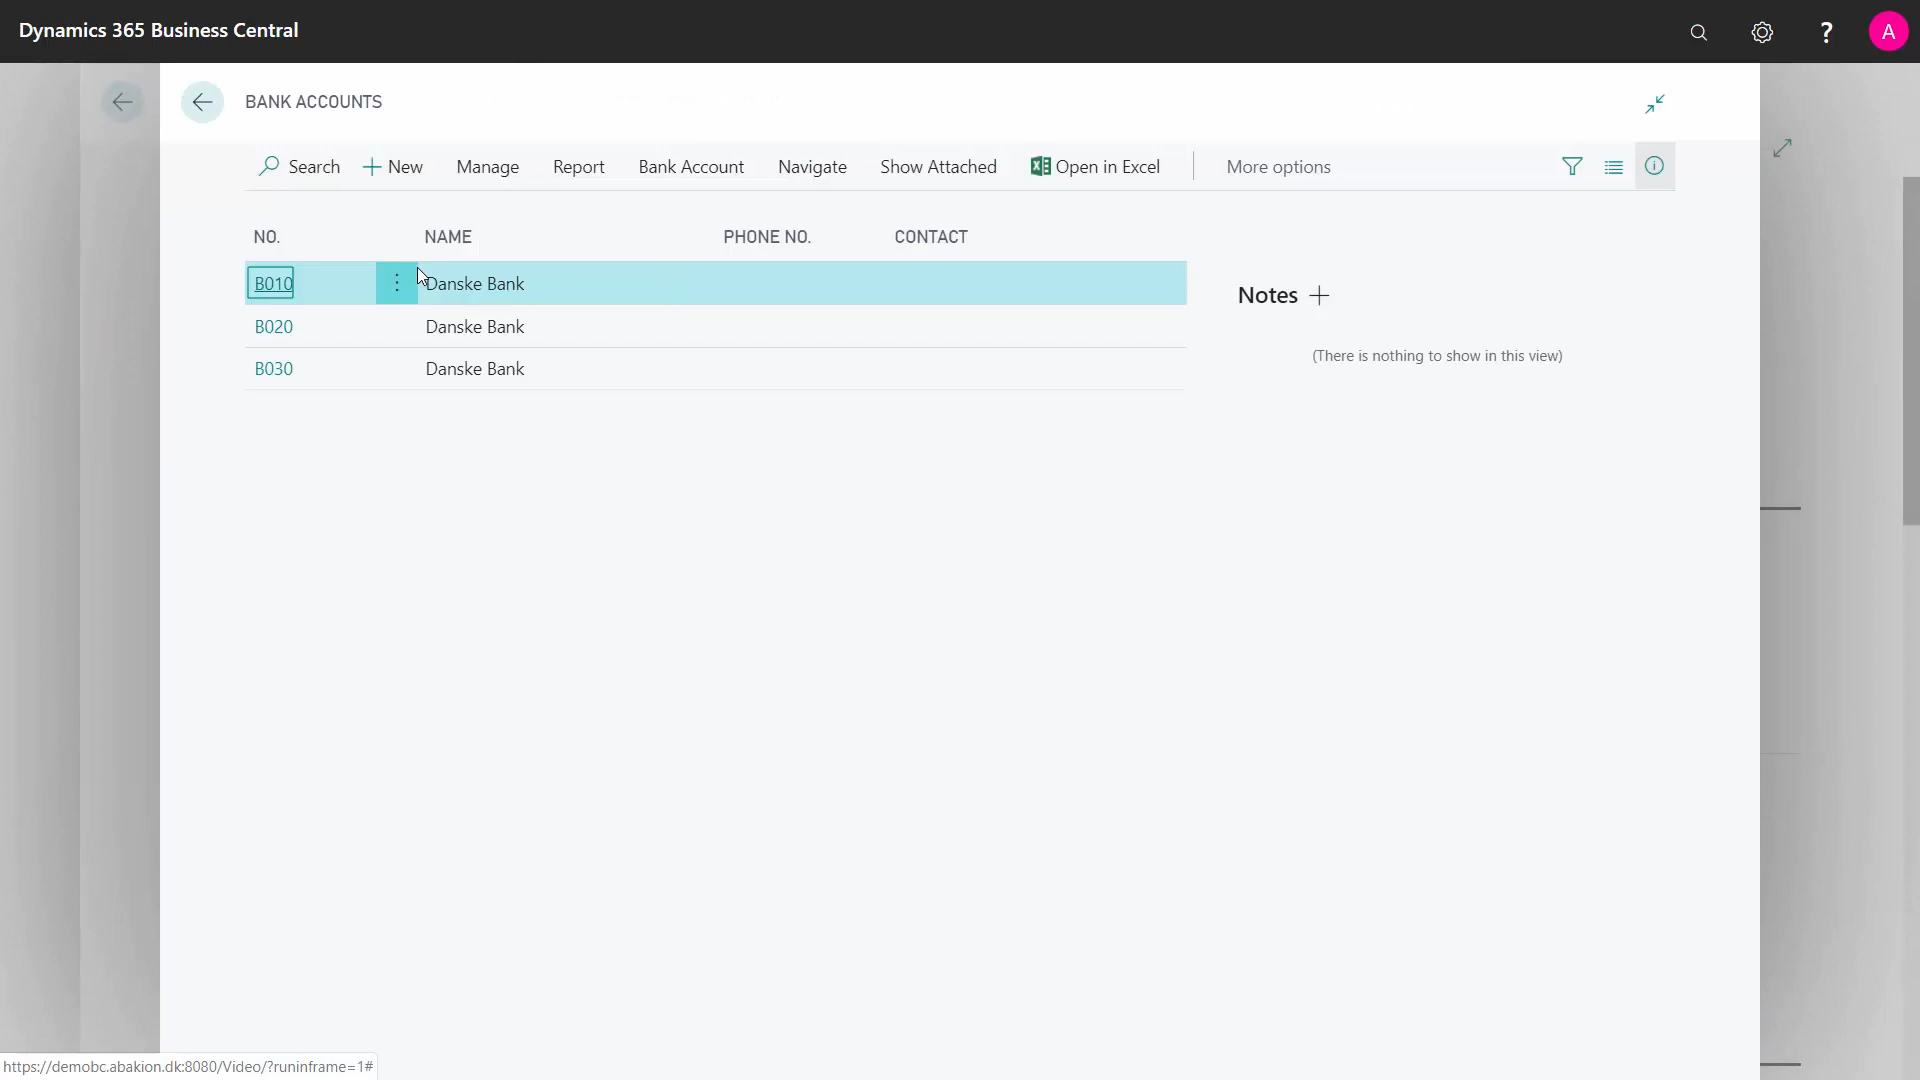 Dynamics 365 Business Central
?
A
BANK ACCOUNTS
Search
New
Manage
Report
Bank Account
Navigate
Show Attached
Open in Excel
More options
NO.
NAME
PHONE NO.
CONTACT
B010
Danske Bank
B020
Danske Bank
B030
Danske Bank
Notes
(There is nothing to show in this view)
https://demobc.abakion.dk:8080/Video/?runinframe=1#